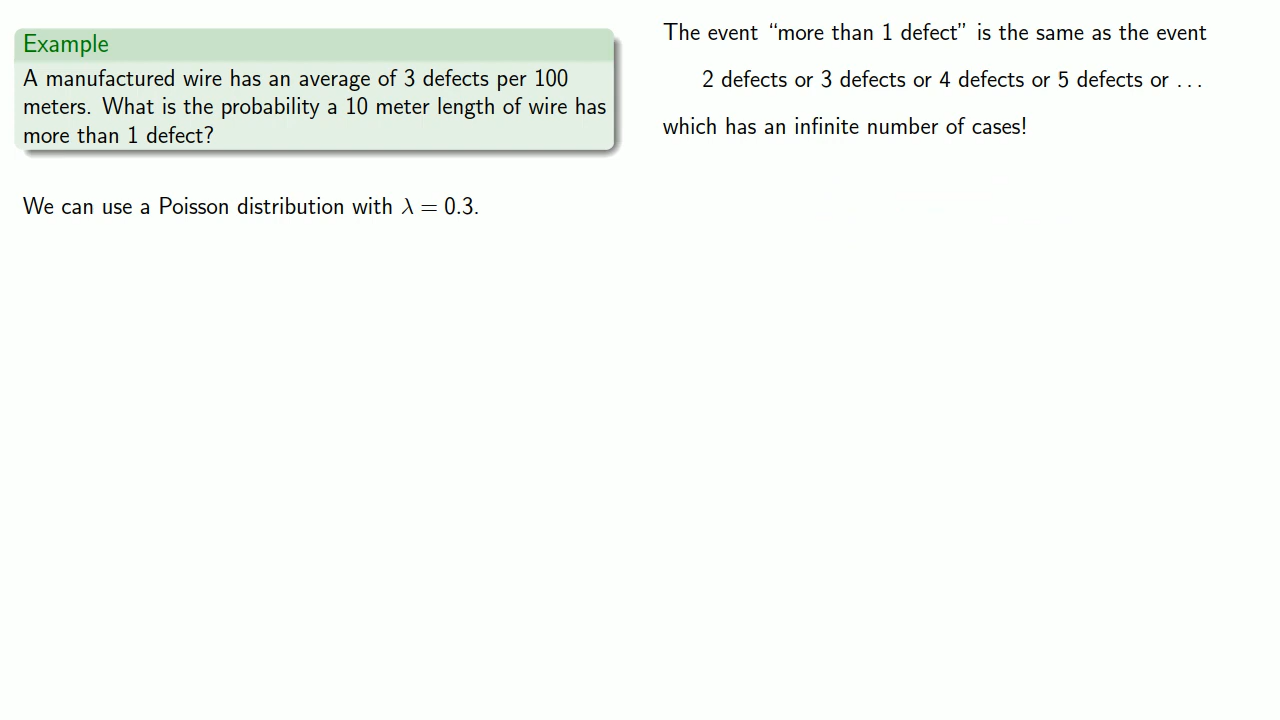 Example
A manufactured wire has an average of 3 defects per 100
meters. What is the probability a 10 meter length of wire has
more than 1 defect?
We can use a Poisson distribution with λ = 0.3.
The event “more than 1 defect” is the same as the event
2 defects or 3 defects or 4 defects or 5 defects or . . .
which has an infinite number of cases!